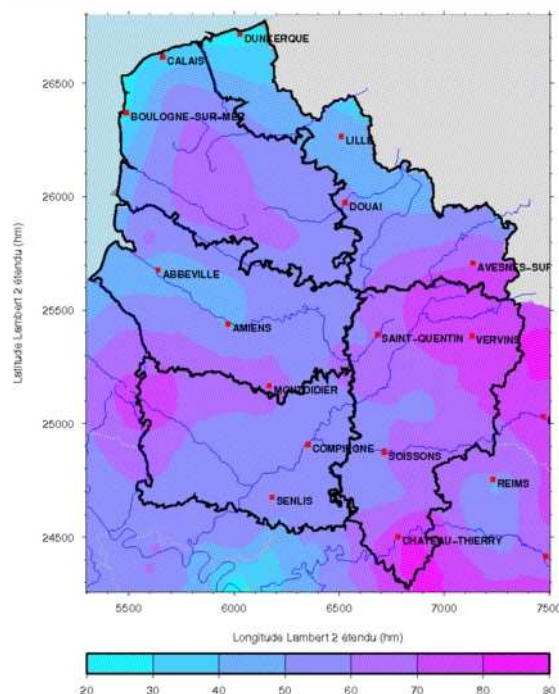 DUNKERQUE
CALAIS
26500
BOULOGNE-SUR-MER
LILLE
26000
DOUAI
AVESNES-SUR
ABBEVILLE
25500
AMIENS
SAINT-QUENTIN
VERVINS
MONTDIDIER
25000
COMPIEGNE
SOISSONS
REIMS
SENLIS
24500
CHATEAU-THIERRY
5500 6000 6500 7000 7500
Latitude Lambert 2 étendu (hm)
Longitude Lambert 2 étendu (hm)
20 30 40 50 60 70 80